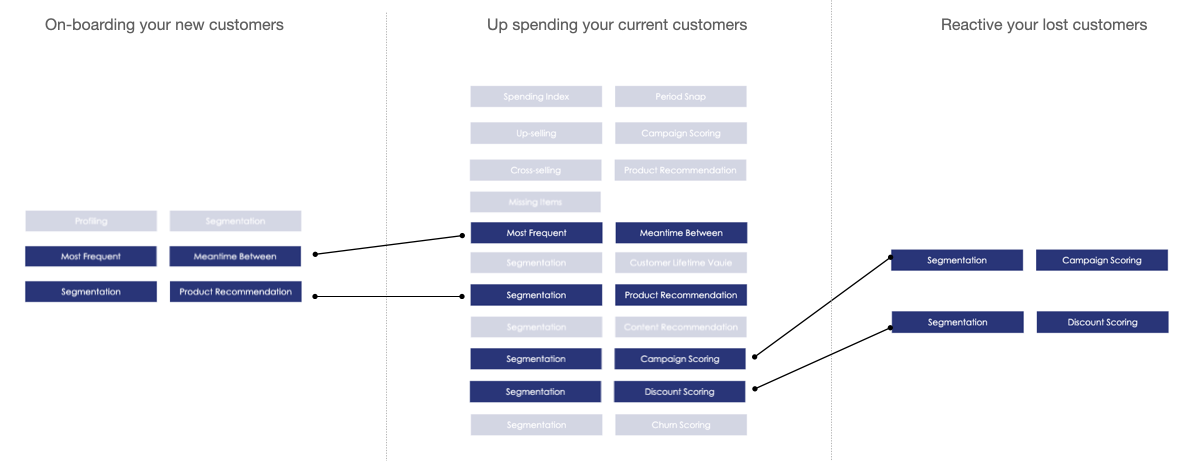 On-boarding your new customers
Up spending your current customers
Reactive your lost customers
Profiling Segmentation
Most Frequent Meantime Between
Segmentation Product Recommendation
Spending Index Period Snap
Up-selling Campaign Scoring
Cross-selling Product Recommendation
Missing Items
Most Frequent Meantime Between
Segmentation Customer Lifetime Vaule
Segmentation Product Recommendation
Segmentation Content Recommendation
Segmentation Campaign Scoring
Segmentation Discount Scoring
Segmentation Churn Scoring
Segmentation Campaign Scoring
Segmentation Discount Scoring